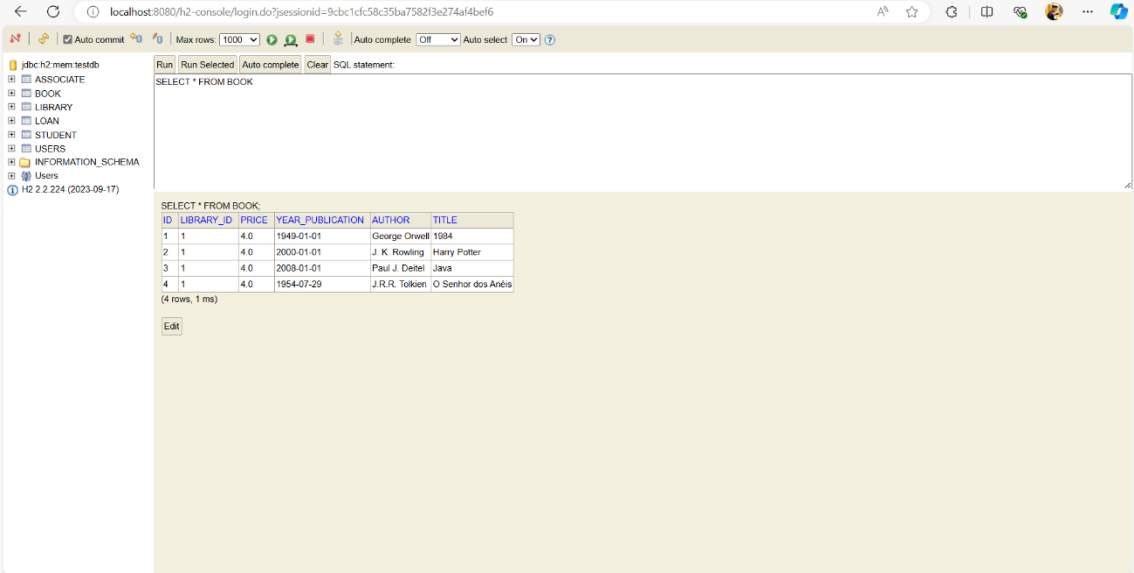 localhost:8080/h2-console/login.do?jsessionid=9cbc1cfc58c35ba7582f3e274af4bef6
Auto commit Max rows: 1000 Auto complete Off Auto select On
jdbc:h2:mem:testdb
ASSOCIATE
BOOK
LIBRARY
LOAN
STUDENT
USERS
INFORMATION_SCHEMA
Users
H2 2.2.224 (2023-09-17)
Run Run Selected Auto complete Clear SQL statement:
SELECT * FROM BOOK
SELECT * FROM BOOK;
ID LIBRARY_ID PRICE YEAR_PUBLICATION AUTHOR TITLE
1 1 4.0 1949-01-01 George Orwell 1984
2 1 4.0 2000-01-01 J. K. Rowling Harry Potter
3 1 4.0 2008-01-01 Paul J. Deitel Java
4 1 4.0 1954-07-29 J.R.R. Tolkien O Senhor dos Anéis
(4 rows, 1 ms)
Edit